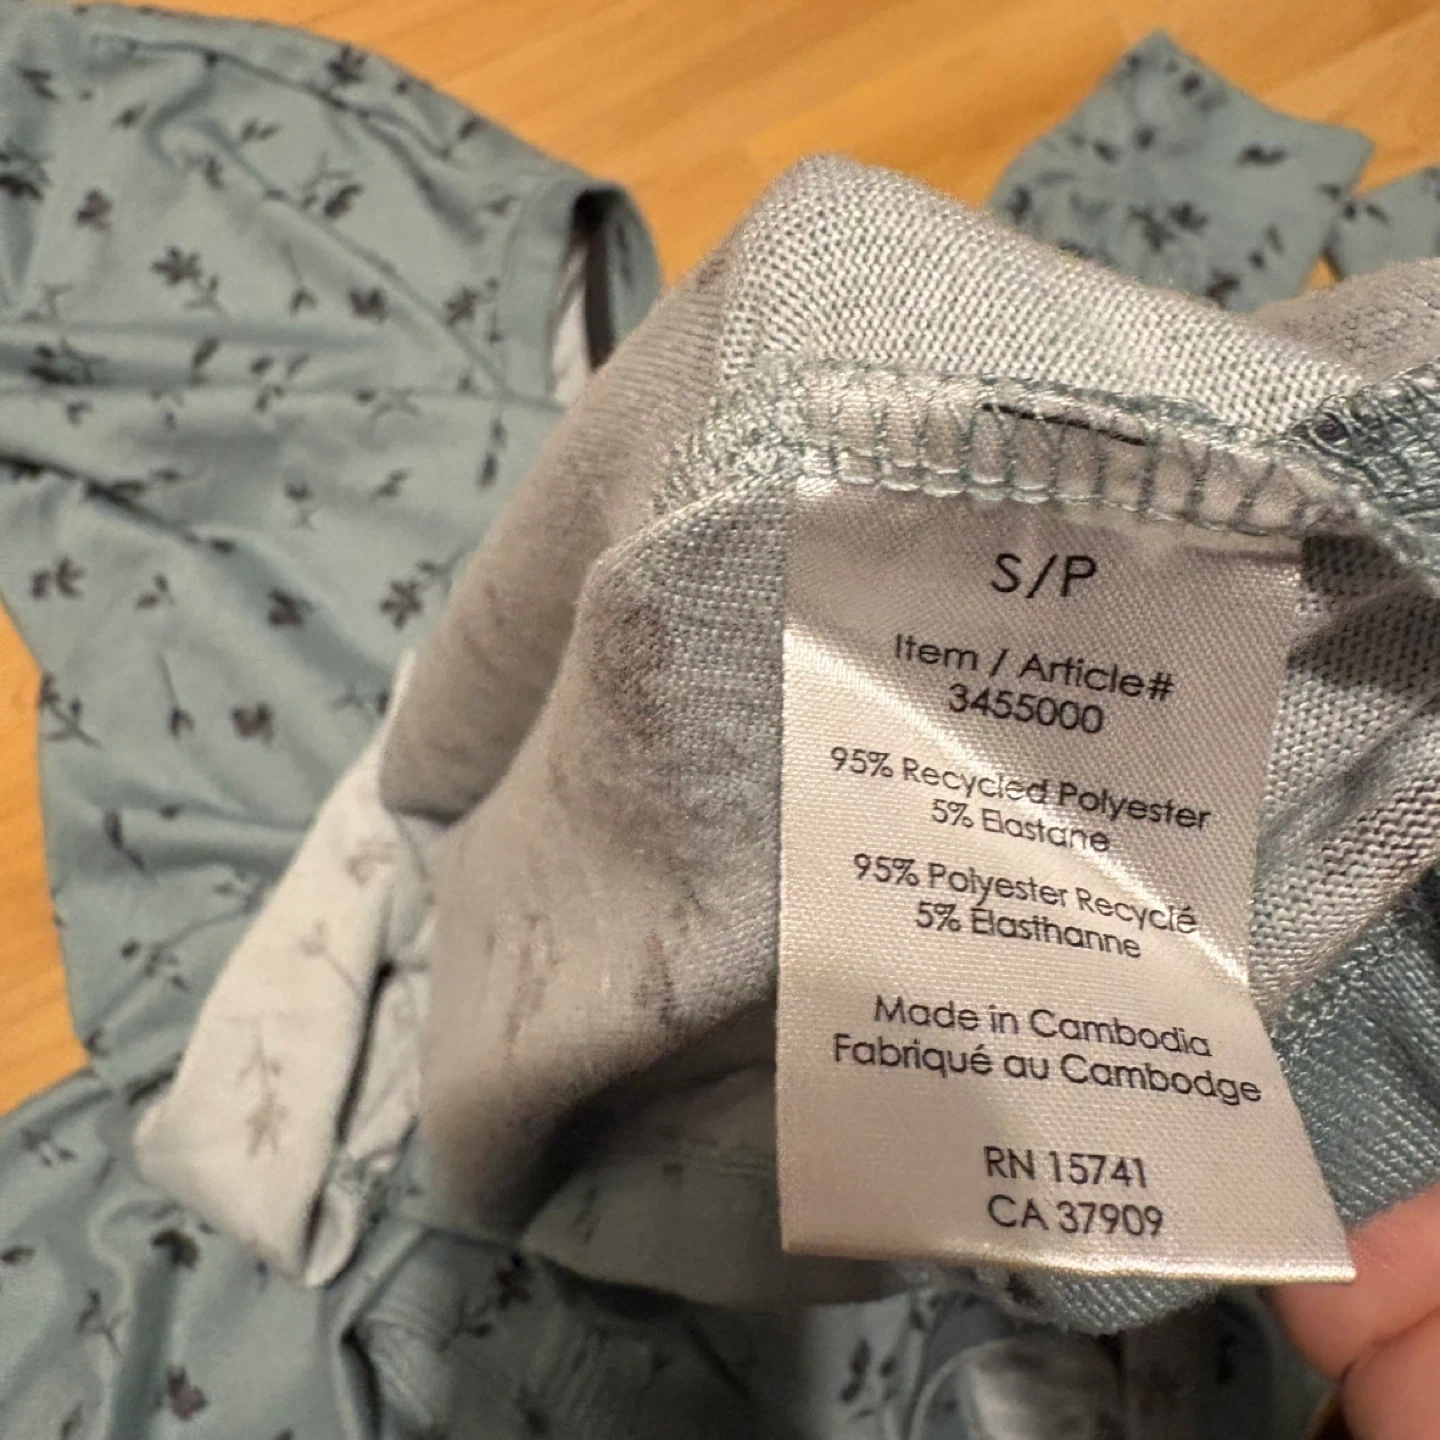 S/P
Item / Article#
3455000
95% Recycled Polyester
5% Elastane
95% Polyester Recyclé
5% Élasthanne
Made in Cambodia
Fabriqué au Cambodge
RN 15741
CA 37909